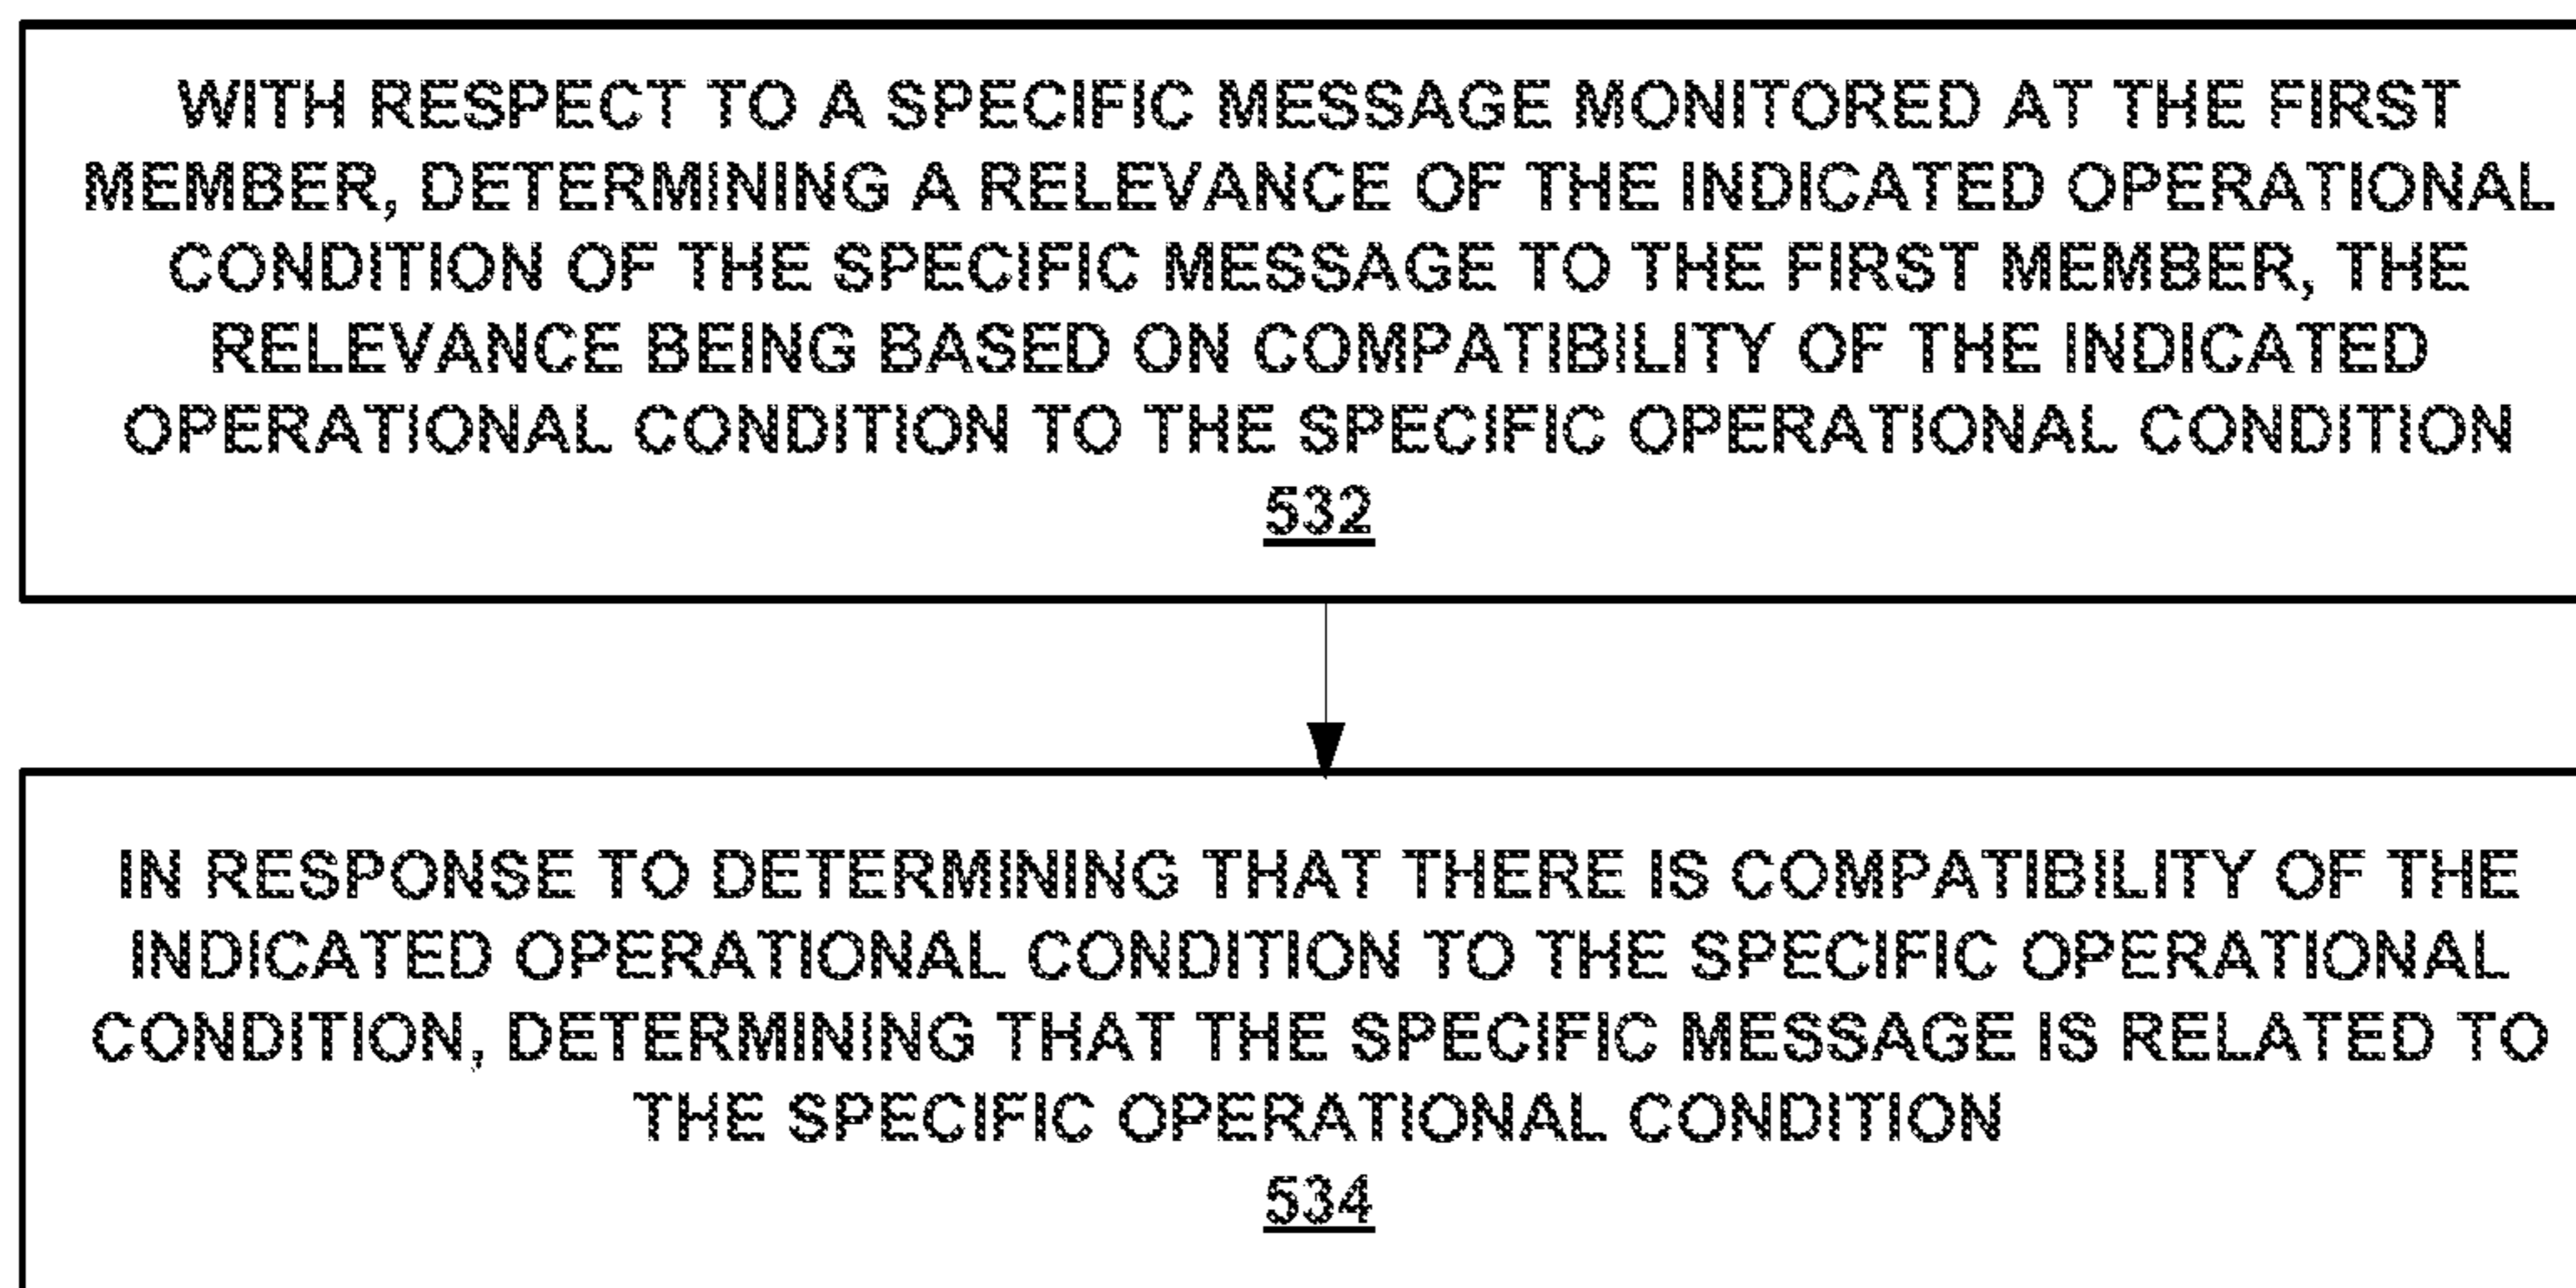 WITH RESPECT TO A SPECIFIC MESSAGE MONITORED AT THE FIRST
MEMBER, DETERMINING A RELEVANCE OF THE INDICATED OPERATIONAL
CONDITION OF THE SPECIFIC MESSAGE TO THE FIRST MEMBER, THE
RELEVANCE BEING BASED ON COMPATIBILITY OF THE INDICATED
OPERATIONAL CONDITION TO THE SPECIFIC OPERATIONAL CONDITION
532
IN RESPONSE TO DETERMINING THAT THERE IS COMPATIBILITY OF THE
INDICATED OPERATIONAL CONDITION TO THE SPECIFIC OPERATIONAL
CONDITION, DETERMINING THAT THE SPECIFIC MESSAGE IS RELATED TO
THE SPECIFIC OPERATIONAL CONDITION
534